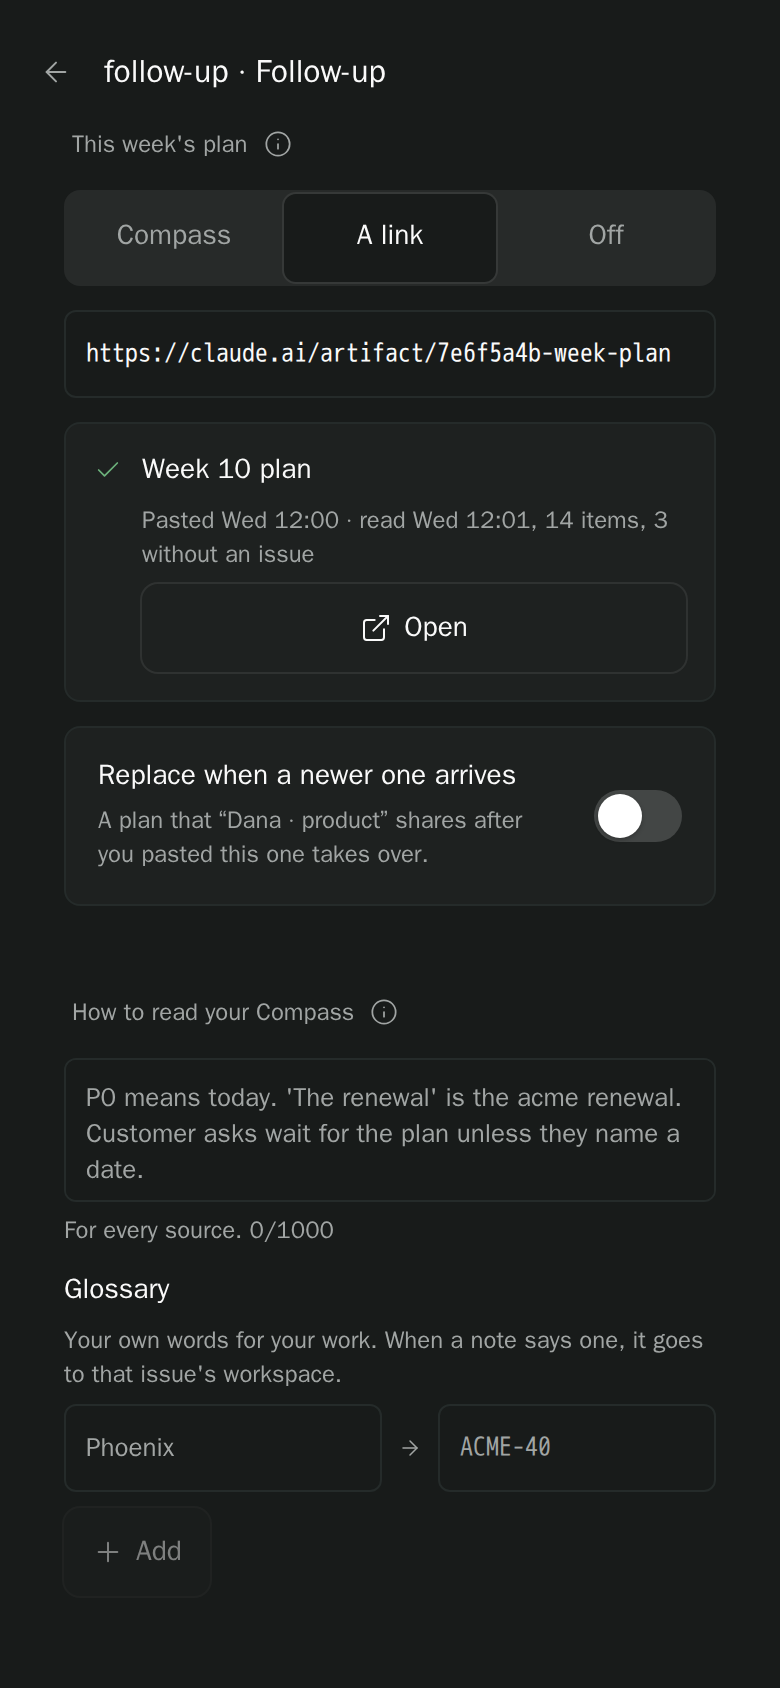 follow-up · Follow-up
This week's plan
Compass
A link
Off
https://claude.ai/artifact/7e6f5a4b-week-plan
Week 10 plan
Pasted Wed 12:00 · read Wed 12:01, 14 items, 3
without an issue
Open
Replace when a newer one arrives
A plan that “Dana · product” shares after
you pasted this one takes over.
How to read your Compass
P0 means today. 'The renewal' is the acme renewal.
Customer asks wait for the plan unless they name a
date.
For every source. 0/1000
Glossary
Your own words for your work. When a note says one, it goes
to that issue's workspace.
Phoenix → ACME-40
+ Add